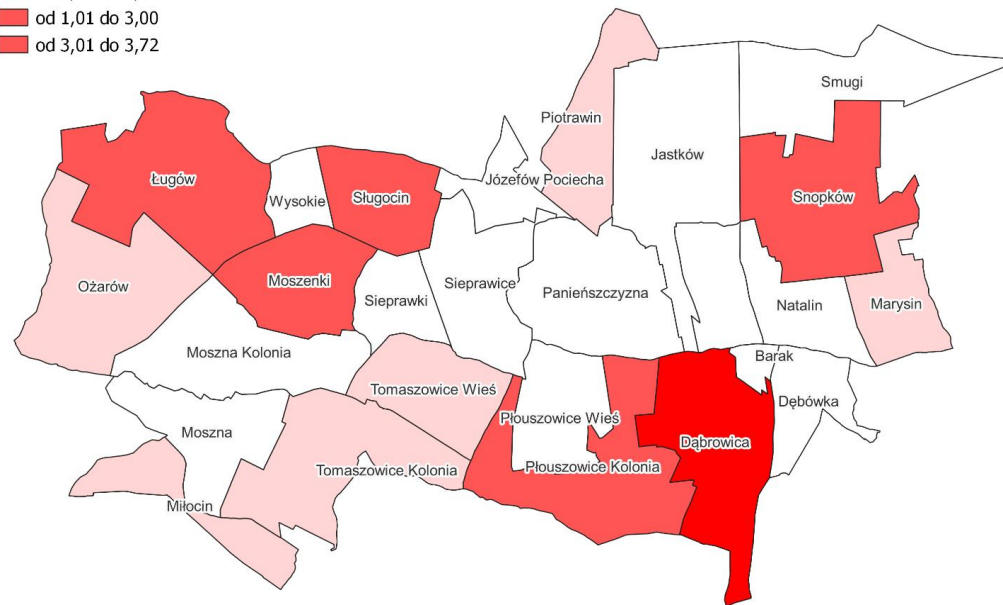 od 1,01 do 3,00
od 3,01 do 3,72
Smugi
Piotrawin
Jastków
Ługów
Józefów Pociecha
Wysokie
Sługocin
Snopków
Ożarów
Moszenki
Sieprawki
Sieprawice
Panieńszczyzna
Natalin
Marysin
Moszna Kolonia
Barak
Tomaszowice Wieś
Dębówka
Płouszowice Wieś
Moszna
Dąbrowica
Tomaszowice Kolonia
Płouszowice Kolonia
Miłocin